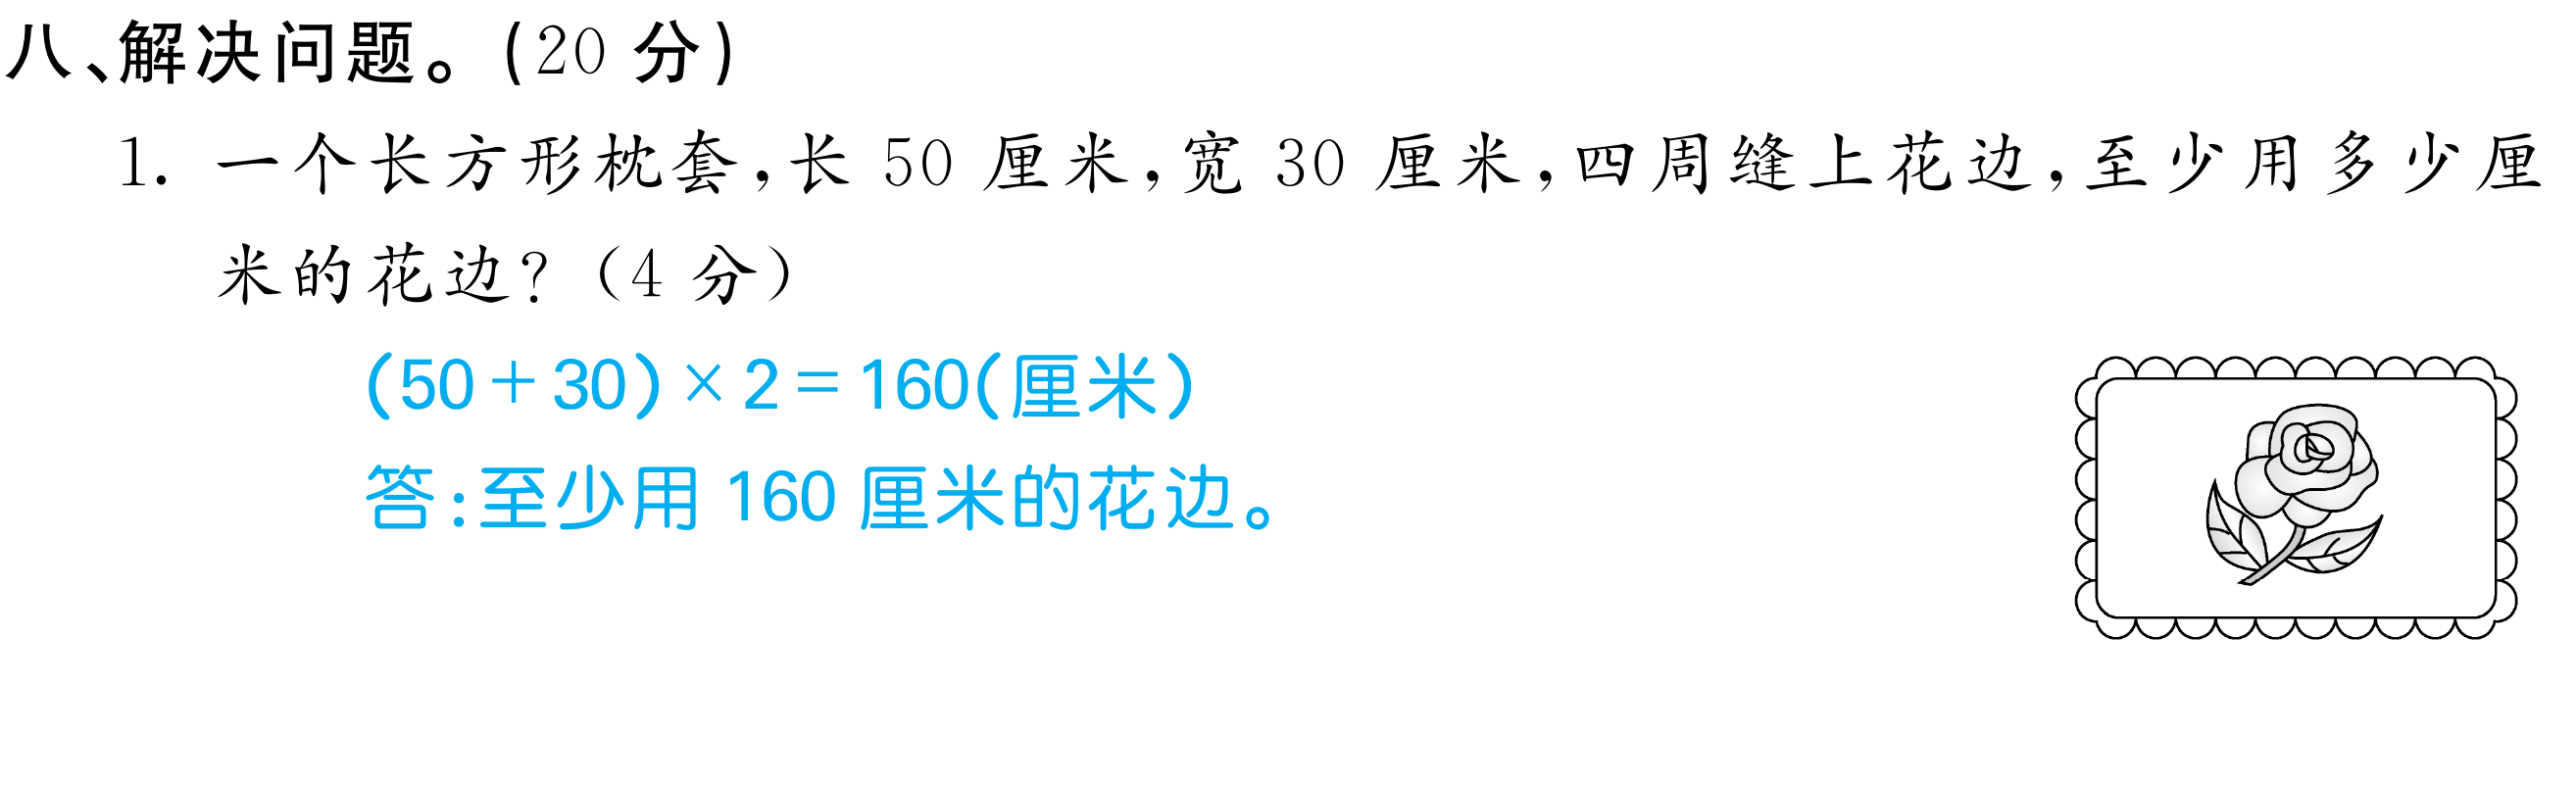 八、解决问题。(20 分)
1. 一个长方形枕套,长 50 厘米,宽 30 厘米,四周缝上花边,至少用多少厘
米的花边?(4 分)
(50+30)×2=160(厘米)
答:至少用 160 厘米的花边。